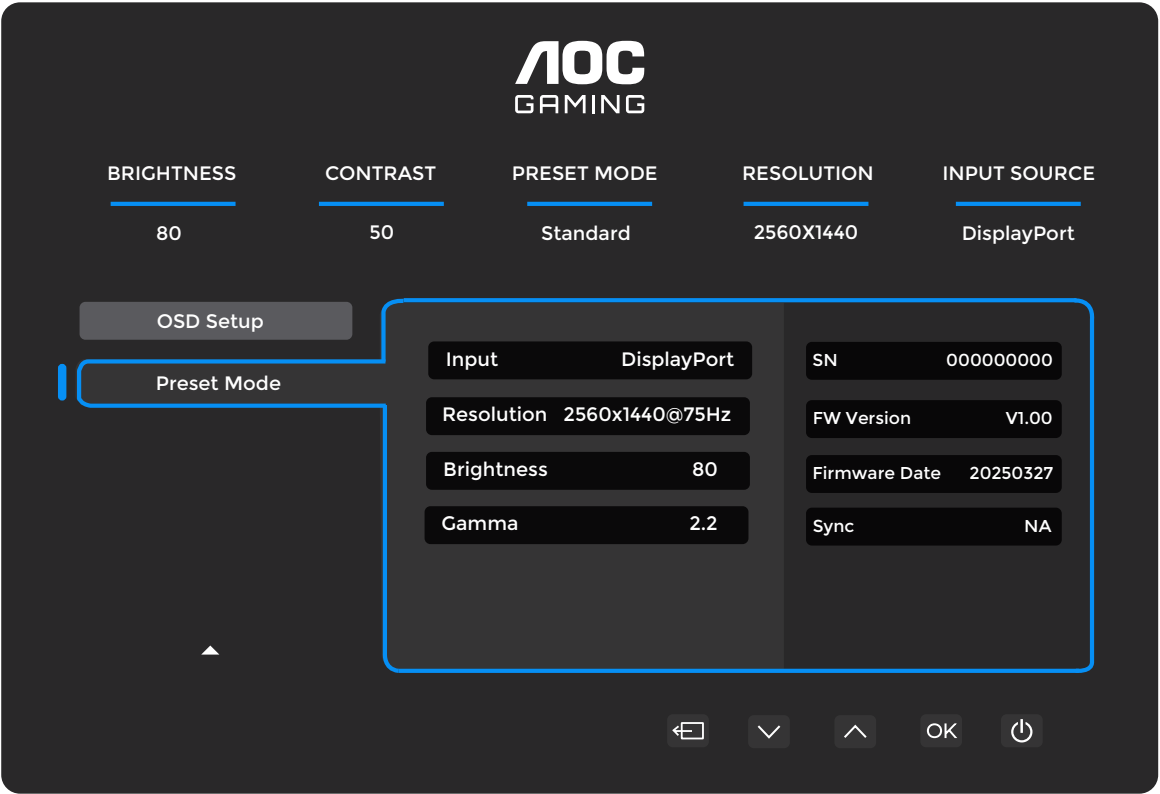 AOC
GAMING
BRIGHTNESS CONTRAST PRESET MODE RESOLUTION INPUT SOURCE
80 50 Standard 2560X1440 DisplayPort
OSD Setup
Preset Mode
Input DisplayPort
Resolution 2560x1440@75Hz
Brightness 80
Gamma 2.2
SN 000000000
FW Version V1.00
Firmware Date 20250327
Sync NA
OK